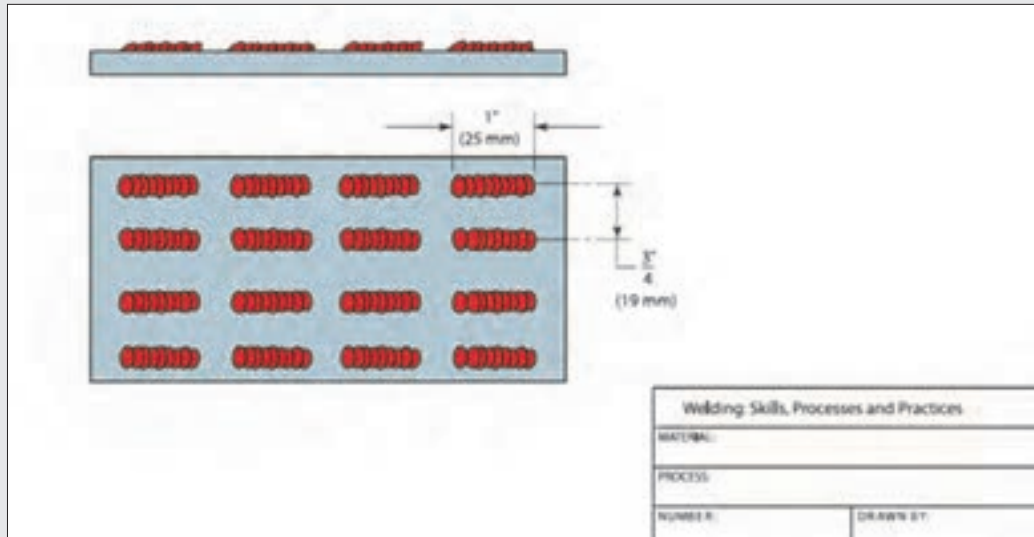 1"
(25 mm)
3"
4
(19 mm)
Welding: Skills, Processes and Practices
MATERIAL:
PROCESS:
NUMBER:
DRAWN BY: